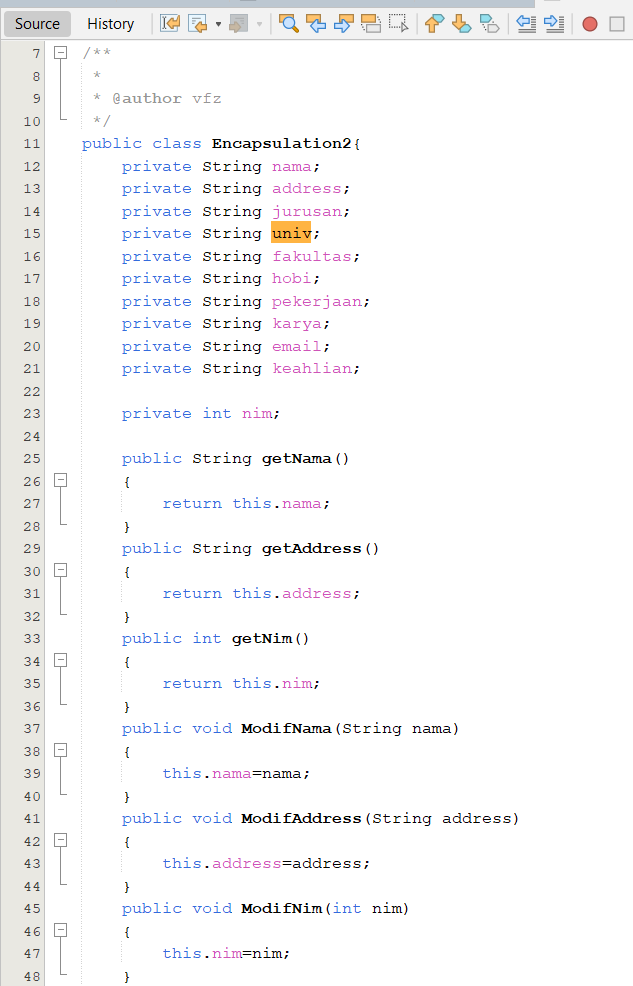 Source History
7 /**
8 *
9 * @author vfz
10 */
11 public class Encapsulation2{
12 private String nama;
13 private String address;
14 private String jurusan;
15 private String univ;
16 private String fakultas;
17 private String hobi;
18 private String pekerjaan;
19 private String karya;
20 private String email;
21 private String keahlian;
22
23 private int nim;
24
25 public String getNama()
26 {
27 return this.nama;
28 }
29 public String getAddress()
30 {
31 return this.address;
32 }
33 public int getNim()
34 {
35 return this.nim;
36 }
37 public void ModifNama(String nama)
38 {
39 this.nama=nama;
40 }
41 public void ModifAddress(String address)
42 {
43 this.address=address;
44 }
45 public void ModifNim(int nim)
46 {
47 this.nim=nim;
48 }